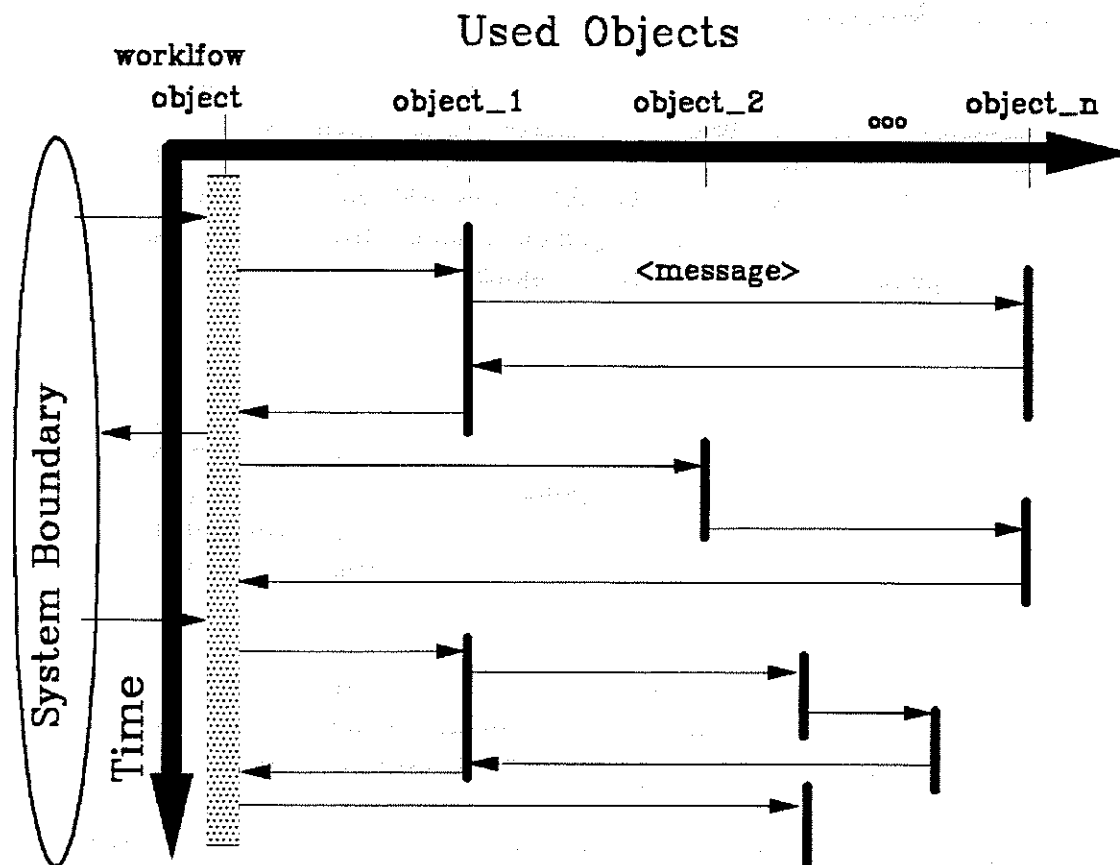 Used Objects
worklfow
object
object_1
object_2
ooo
object_n
<message>
System Boundary
Time